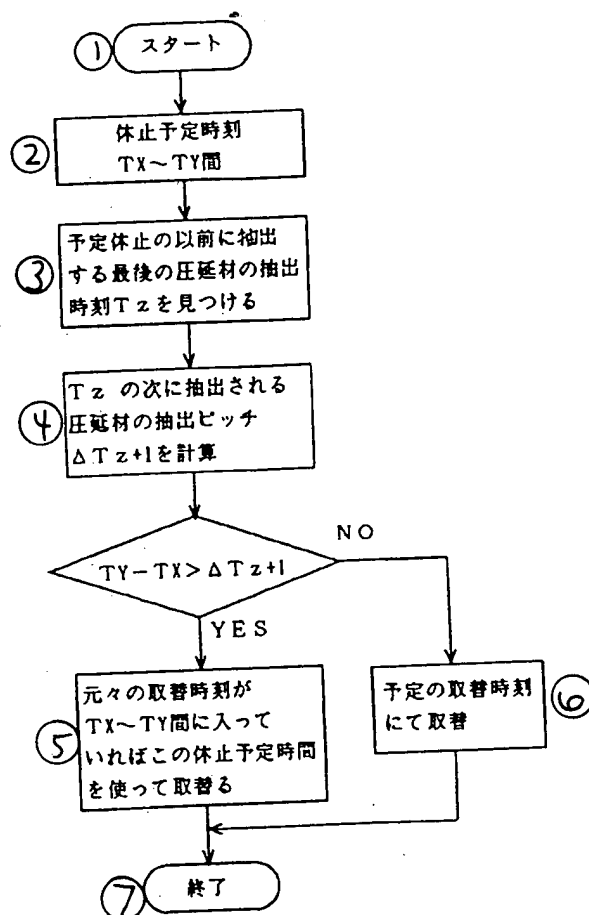 ① スタート
② 休止予定時刻
TX～TY間
③ 予定休止の以前に抽出
する最後の圧延材の抽出
時刻Tzを見つける
④ Tz の次に抽出される
圧延材の抽出ピッチ
ΔTz+1を計算
TY－TX＞ΔTz+1
NO
YES
⑤ 元々の取替時刻が
TX～TY間に入って
いればこの休止予定時間
を使って取替る
⑥ 予定の取替時刻
にて取替
⑦ 終了